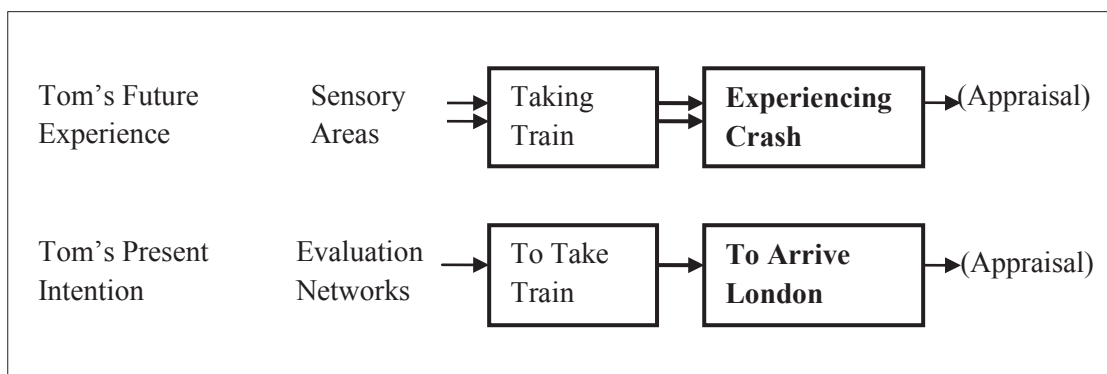 Tom’s Future Sensory Taking Experiencing (Appraisal)
Experience Areas Train Crash
Tom’s Present Evaluation To Take To Arrive (Appraisal)
Intention Networks Train London